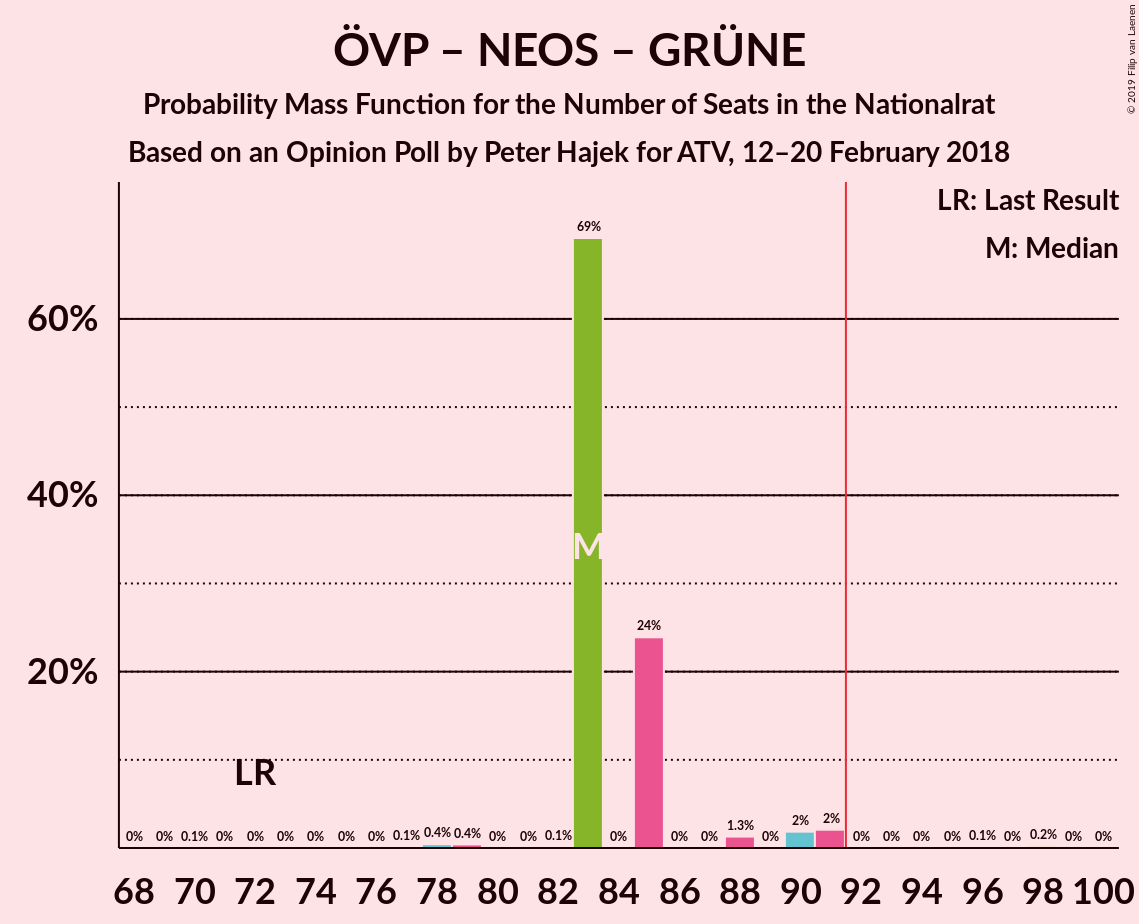 ÖVP – NEOS – GRÜNE
Probability Mass Function for the Number of Seats in the Nationalrat
Based on an Opinion Poll by Peter Hajek for ATV, 12–20 February 2018
© 2019 Filip van Laenen
LR: Last Result
M: Median
69%
60%
40%
M
24%
20%
LR
0% 0% 0.1% 0% 0% 0% 0% 0% 0% 0.1% 0.4% 0.4% 0% 0% 0.1% 0% 0% 0% 1.3% 0% 2% 2% 0% 0% 0% 0% 0.1% 0% 0.2% 0% 0%
68 70 72 74 76 78 80 82 84 86 88 90 92 94 96 98 100